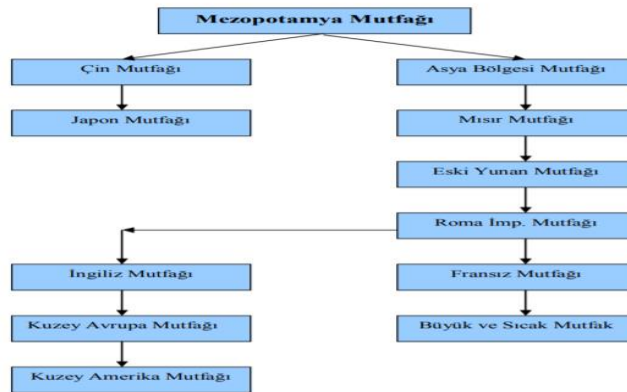 Mezopotamya Mutfağı
Çin Mutfağı
Asya Bölgesi Mutfağı
Japon Mutfağı
Mısır Mutfağı
Eski Yunan Mutfağı
Roma İmp. Mutfağı
İngiliz Mutfağı
Fransız Mutfağı
Kuzey Avrupa Mutfağı
Büyük ve Sıcak Mutfak
Kuzey Amerika Mutfağı